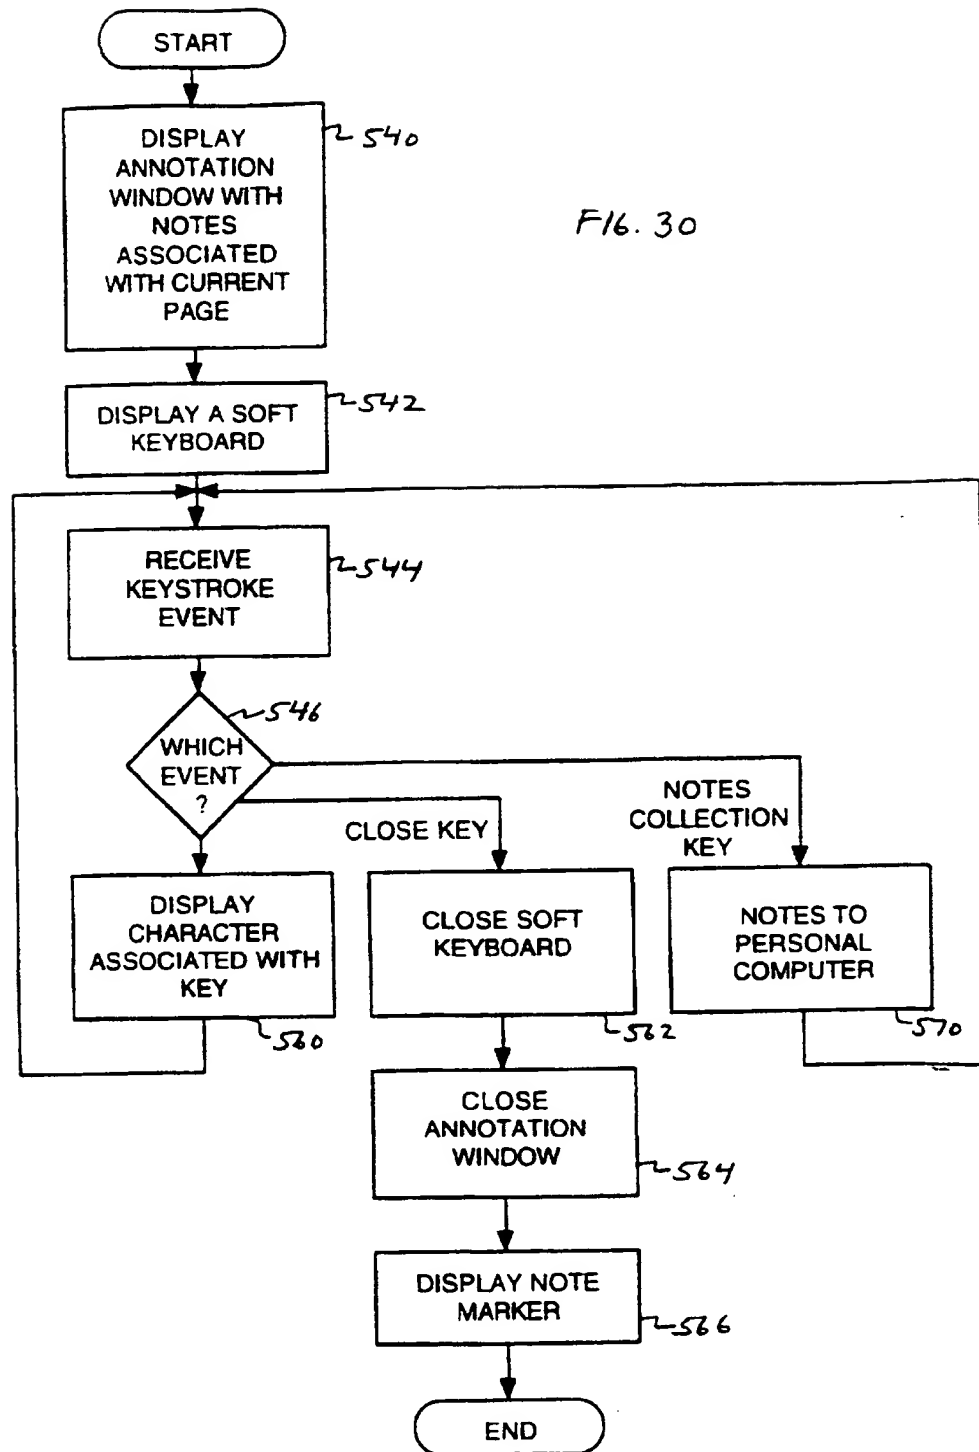 START
DISPLAY
ANNOTATION
WINDOW WITH
NOTES
ASSOCIATED
WITH CURRENT
PAGE
540
FIG. 30
DISPLAY A SOFT
KEYBOARD
542
RECEIVE
KEYSTROKE
EVENT
544
WHICH
EVENT
?
546
CLOSE KEY
NOTES
COLLECTION
KEY
DISPLAY
CHARACTER
ASSOCIATED WITH
KEY
560
CLOSE SOFT
KEYBOARD
562
NOTES TO
PERSONAL
COMPUTER
570
CLOSE
ANNOTATION
WINDOW
564
DISPLAY NOTE
MARKER
566
END